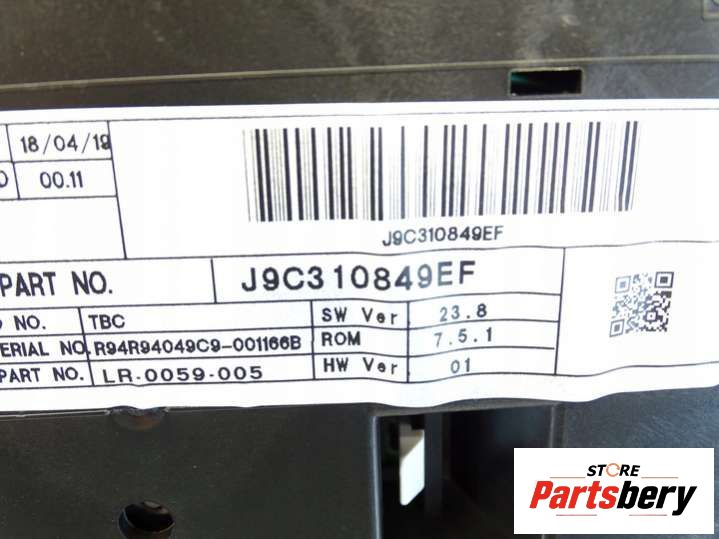 18/04/19
00.11
J9C310849EF
PART NO. J9C310849EF
NO. TBC SW Ver 23.8
ERIAL NO. R94R94049C9-001166B ROM 7.5.1
PART NO. LR-0059-005 HW Ver 01
STORE
Partsbery